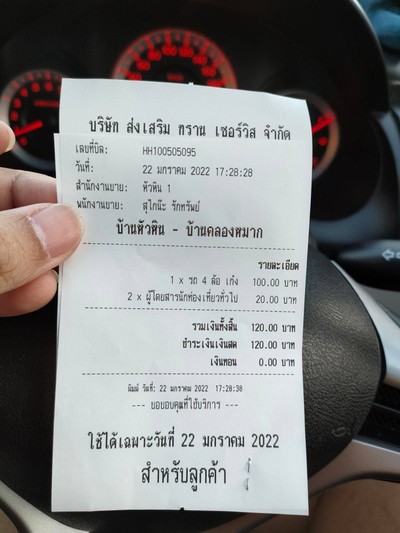 บริษัท ส่งเสริม ทราน เซอร์วิส จำกัด
เลขที่บิล: HH100505095
วันที่: 22 มกราคม 2022 17:28:28
สำนักงานขาย: หัวหิน 1
พนักงานขาย: สุไกน๊ะ รักทรัพย์
บ้านหัวหิน - บ้านคลองหมาก
รายละเอียด
1 x รถ 4 ล้อ เก๋ง 100.00 บาท
2 x ผู้โดยสารนักท่องเที่ยวทั่วไป 20.00 บาท
รวมเงินทั้งสิ้น 120.00 บาท
ชำระเงินเงินสด 120.00 บาท
เงินทอน 0.00 บาท
พิมพ์ วันที่: 22 มกราคม 2022 17:28:38
--- ขอขอบคุณที่ใช้บริการ ---
ใช้ได้เฉพาะวันที่ 22 มกราคม 2022
สำหรับลูกค้า